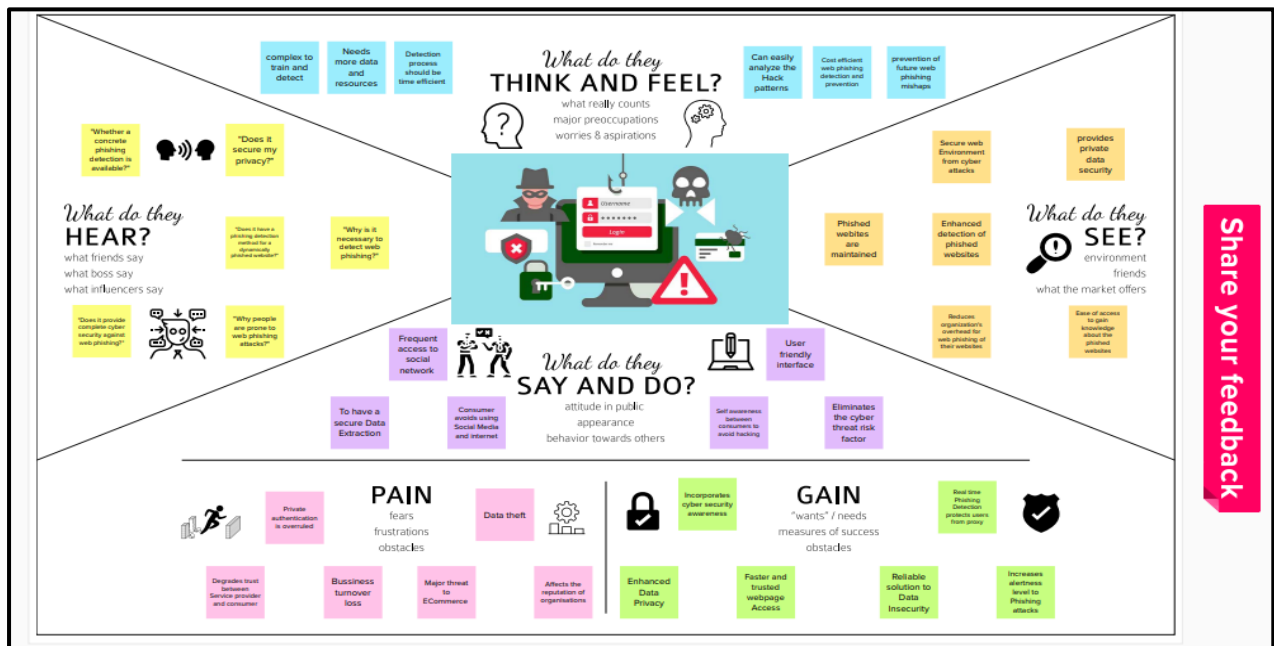 What do they
THINK AND FEEL?
what really counts
major preoccupations
worries & aspirations
complex to
train and
detect
Needs
more data
and
resources
Detection
process
should be
time efficient
Can easily
analyze the
Hack
patterns
Cost efficient
web phishing
detection and
prevention
prevention of
future web
phishing
mishaps
What do they
HEAR?
what friends say
what boss say
what influencers say
"Whether a
concrete
phishing
detection is
available?"
"Does it
secure my
privacy?"
"Does it have a
phishing detection
method for a
dynamically
phished website?"
"Why is it
necessary to
detect web
phishing?"
"Does it provide
complete cyber
security against
web phishing?"
"Why people
are prone to
web phishing
attacks?"
Username
Login
What do they
SEE?
environment
friends
what the market offers
Secure web
Environment
from cyber
attacks
provides
private
data
security
Phished
webites
are
maintained
Enhanced
detection of
phished
websites
Reduces
organization's
overhead for
web phishing of
their websites
Ease of access
to gain
knowledge
about the
phished
websites
What do they
SAY AND DO?
attitude in public
appearance
behavior towards others
Frequent
access to
social
network
To have a
secure Data
Extraction
Consumer
avoids using
Social Media
and internet
User
friendly
interface
Self awareness
between
consumers to
avoid hacking
Eliminates
the cyber
threat risk
factor
PAIN
fears
frustrations
obstacles
Private
authentication
is overruled
Data theft
Degrades trust
between
Service provider
and consumer
Bussiness
turnover
loss
Major threat
to
ECommerce
Affects the
reputation of
organisations
GAIN
"wants" / needs
measures of success
obstacles
Incorporates
cyber security
awareness
Real time
Phishing
Detection
protects users
from proxy
Enhanced
Data
Privacy
Faster and
trusted
webpage
Access
Reliable
solution to
Data
Insecurity
Increases
alertness
level to
Phishing
attacks
Share your feedback